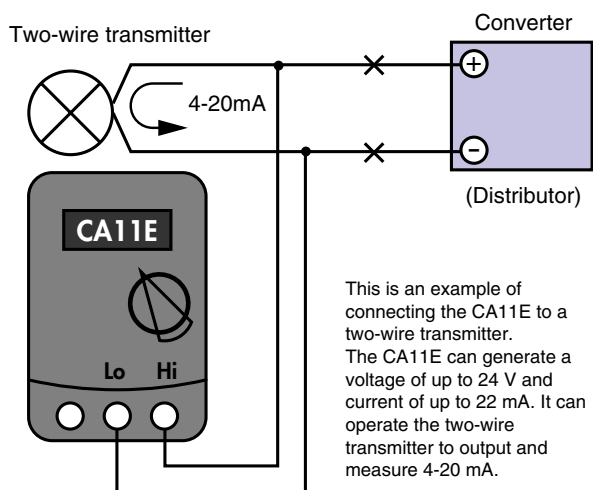 Converter
Two-wire transmitter
+
4-20mA
−
(Distributor)
CA11E
This is an example of
connecting the CA11E to a
two-wire transmitter.
The CA11E can generate a
voltage of up to 24 V and
current of up to 22 mA. It can
operate the two-wire
transmitter to output and
measure 4-20 mA.
Lo Hi